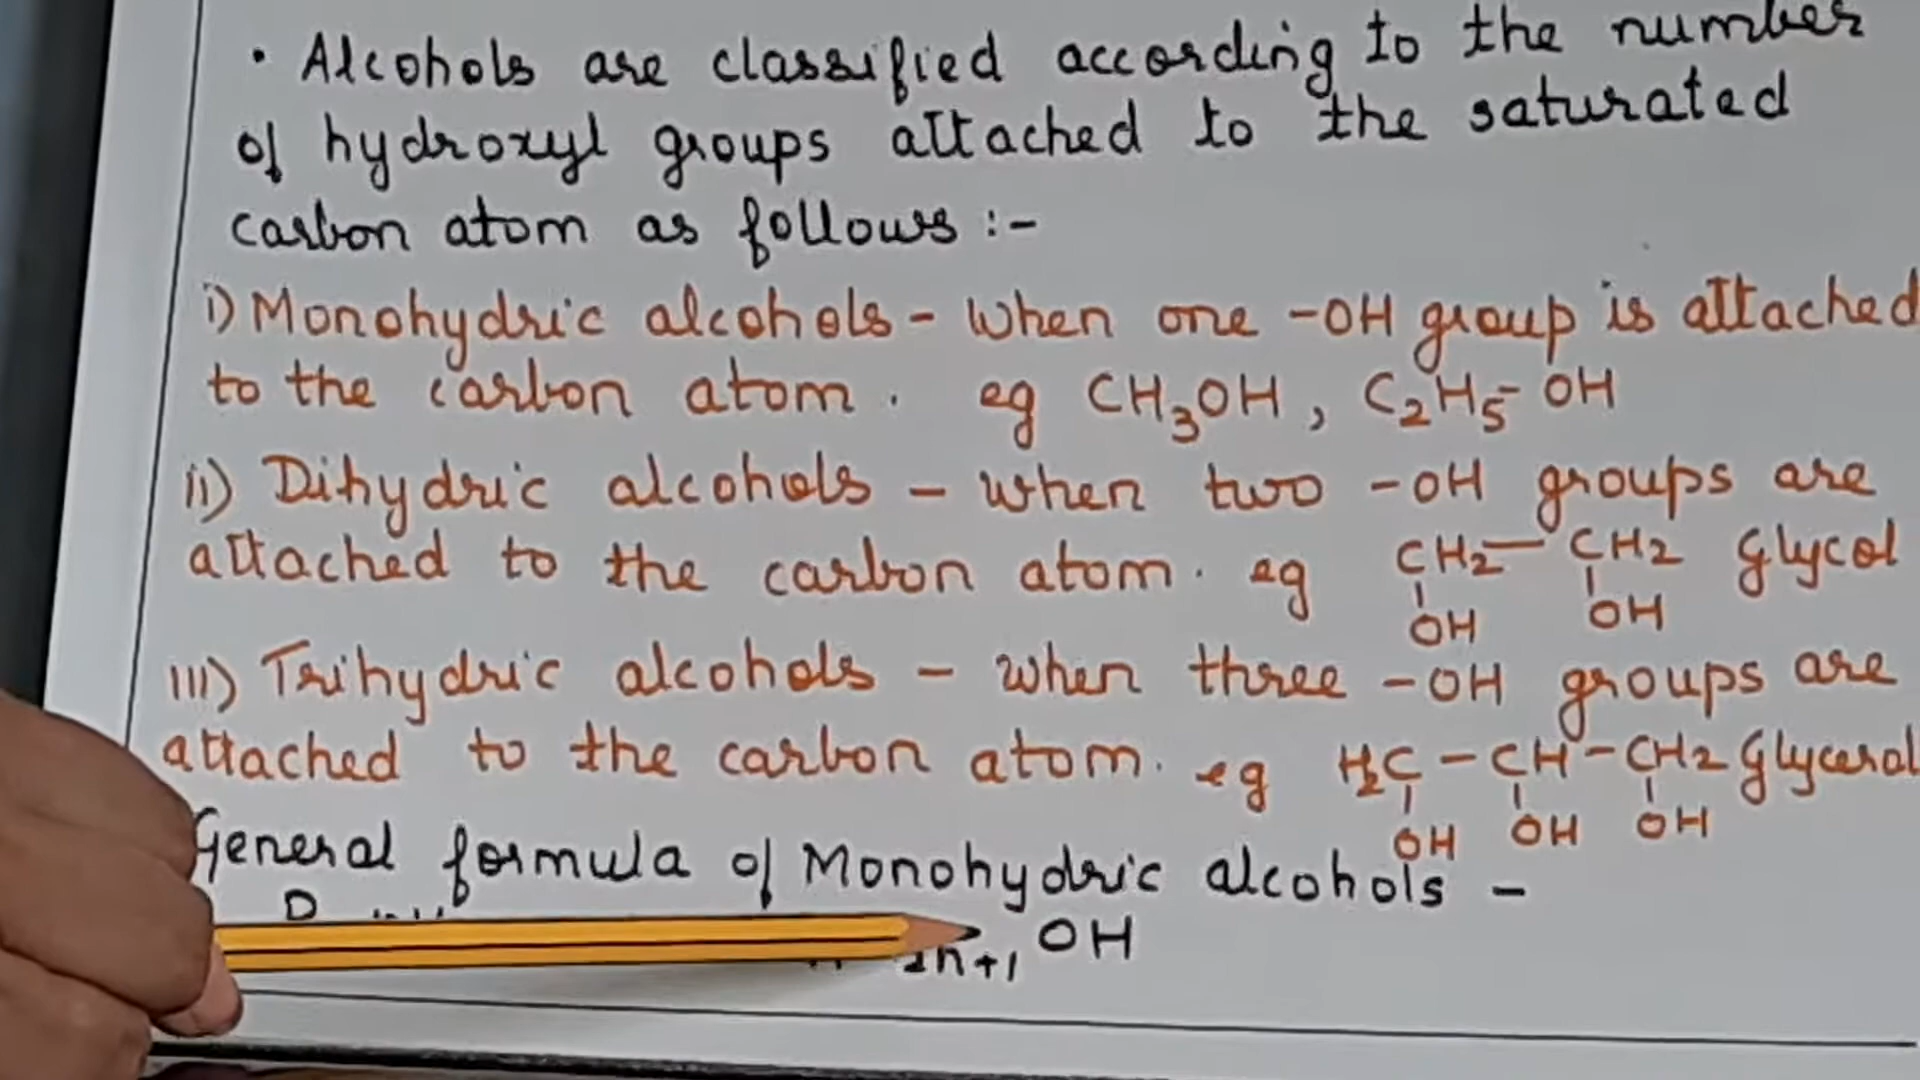 • Alcohols are classified according to the number
of hydroxyl groups attached to the saturated
carbon atom as follows :-
i) Monohydric alcohols - when one -OH group is attached
to the carbon atom. eg CH₃OH, C₂H₅-OH
ii) Dihydric alcohols - when two -OH groups are
attached to the carbon atom. eg CH₂-CH₂ Glycol
OH OH
iii) Trihydric alcohols - when three -OH groups are
attached to the carbon atom. eg H₂C-CH-CH₂ Glycerol
OH OH OH
General formula of Monohydric alcohols -
2n+1 OH